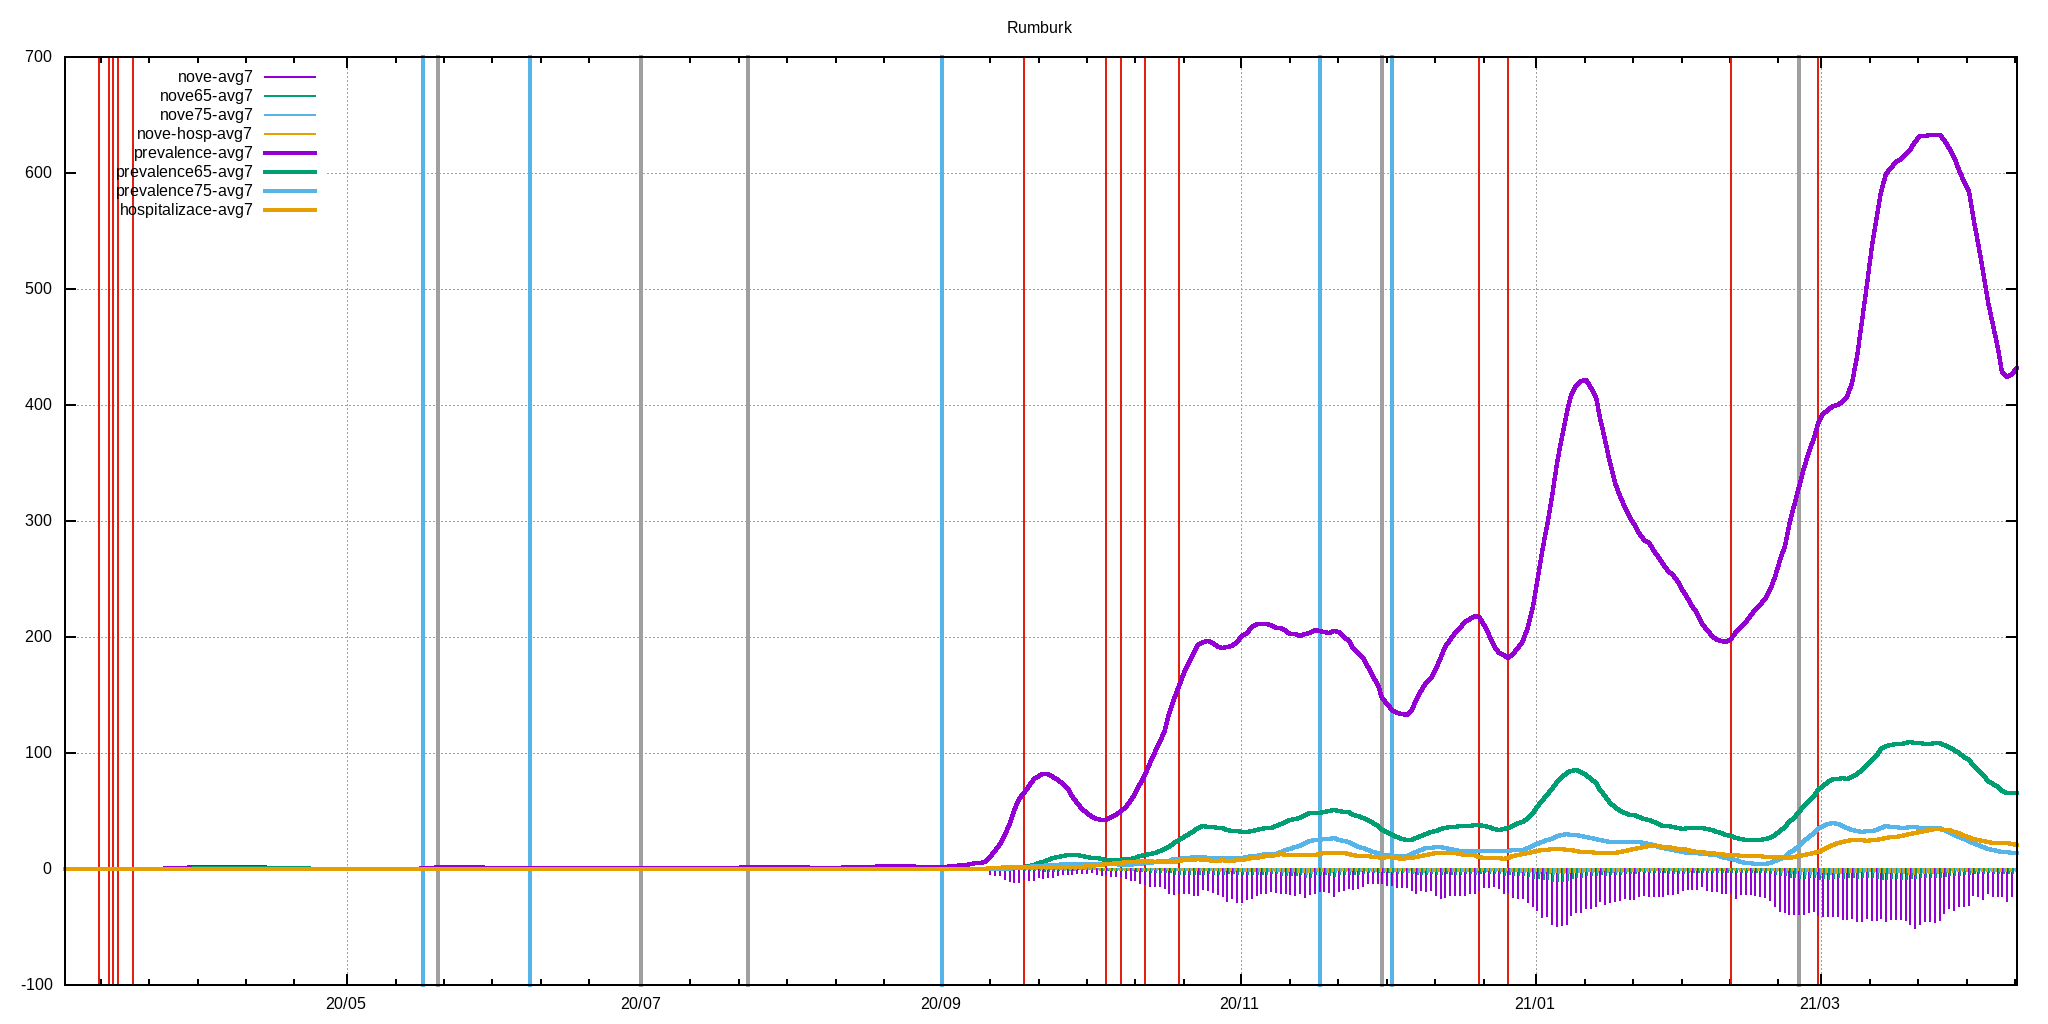 Rumburk
700
600
500
400
300
200
100
0
-100
nove-avg7
nove65-avg7
nove75-avg7
nove-hosp-avg7
prevalence-avg7
prevalence65-avg7
prevalence75-avg7
hospitalizace-avg7
20/05 20/07 20/09 20/11 21/01 21/03